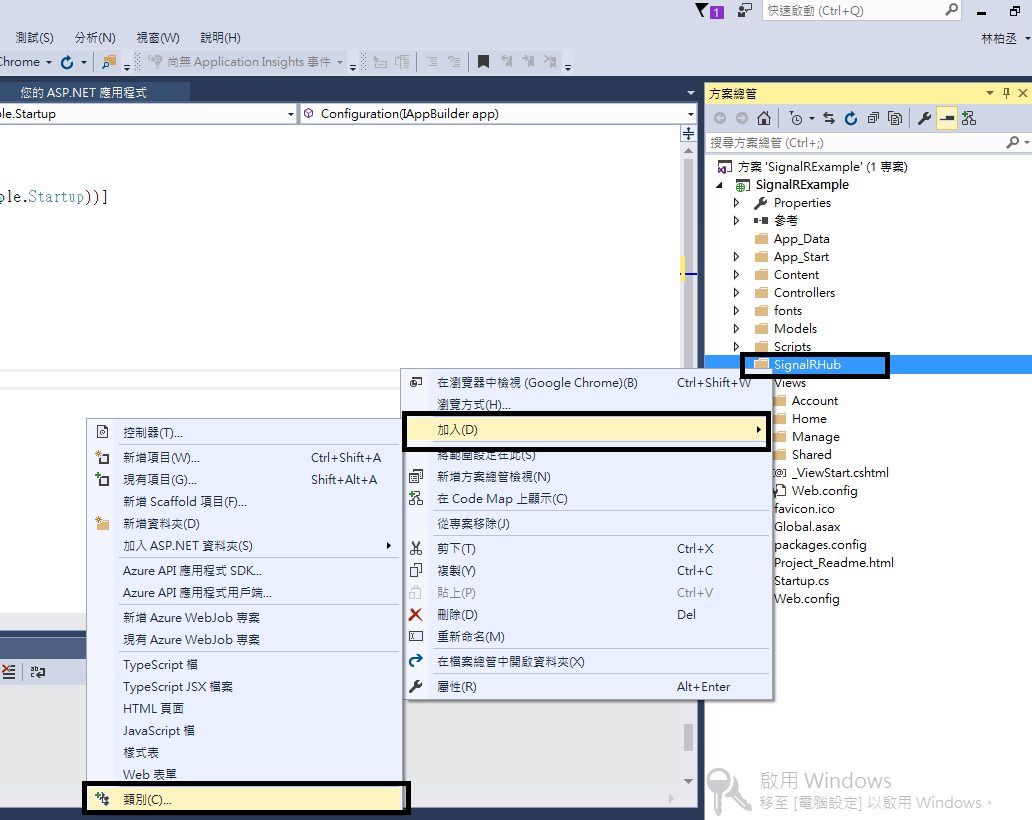 1
快速啟動 (Ctrl+Q)
測試(S) 分析(N) 視窗(W) 說明(H)
林柏丞
Chrome
尚無 Application Insights 事件
您的 ASP.NET 應用程式
ple.Startup
Configuration(IAppBuilder app)
ple.Startup))]
方案總管
搜尋方案總管 (Ctrl+;)
方案 'SignalRExample' (1 專案)
SignalRExample
Properties
參考
App_Data
App_Start
Content
Controllers
fonts
Models
Scripts
SignalRHub
Views
Account
Home
Manage
Shared
_ViewStart.cshtml
Web.config
favicon.ico
Global.asax
packages.config
Project_Readme.html
Startup.cs
Web.config
在瀏覽器中檢視 (Google Chrome)(B) Ctrl+Shift+W
瀏覽方式(H)...
加入(D)
將範圍設定在此(S)
新增方案總管檢視(N)
在 Code Map 上顯示(C)
從專案移除(J)
剪下(T) Ctrl+X
複製(Y) Ctrl+C
貼上(P) Ctrl+V
刪除(D) Del
重新命名(M)
在檔案總管中開啟資料夾(X)
屬性(R) Alt+Enter
控制器(T)...
新增項目(W)... Ctrl+Shift+A
現有項目(G)... Shift+Alt+A
新增 Scaffold 項目(F)...
新增資料夾(D)
加入 ASP.NET 資料夾(S)
Azure API 應用程式 SDK...
Azure API 應用程式用戶端...
新增 Azure WebJob 專案
現有 Azure WebJob 專案
TypeScript 檔
TypeScript JSX 檔案
HTML 頁面
JavaScript 檔
樣式表
Web 表單
類別(C)...
啟用 Windows
移至 [電腦設定] 以啟用 Windows。